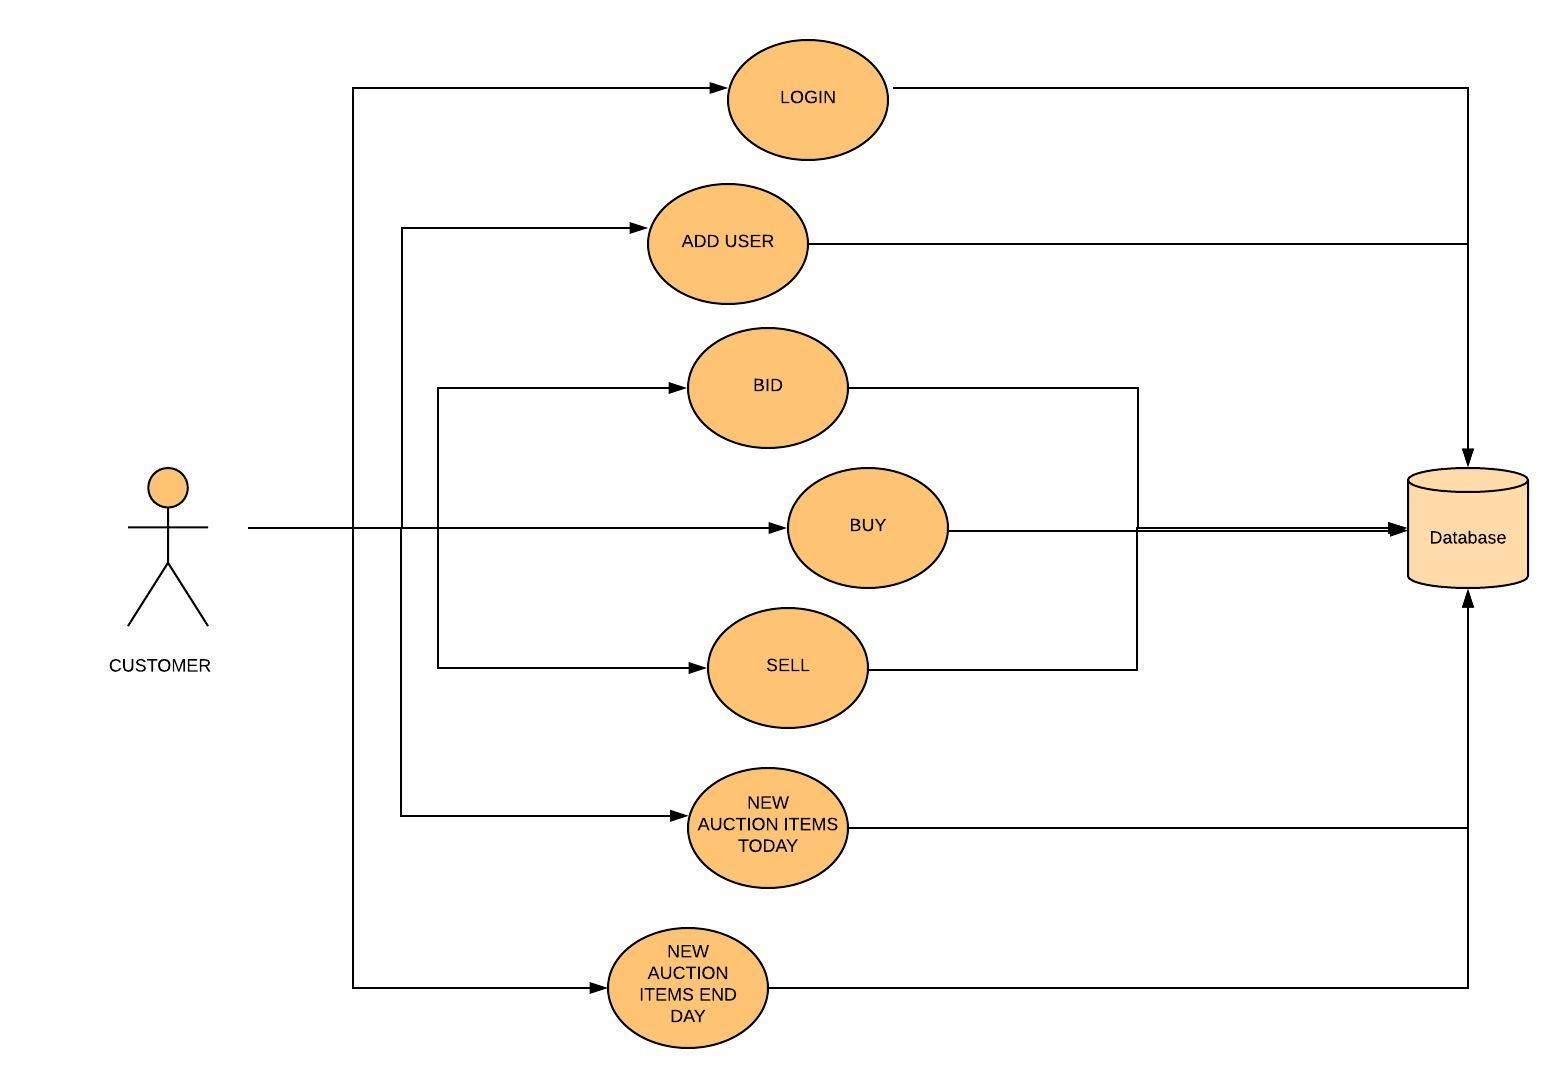 LOGIN
ADD USER
BID
BUY
Database
CUSTOMER
SELL
NEW
AUCTION ITEMS
TODAY
NEW
AUCTION
ITEMS END
DAY